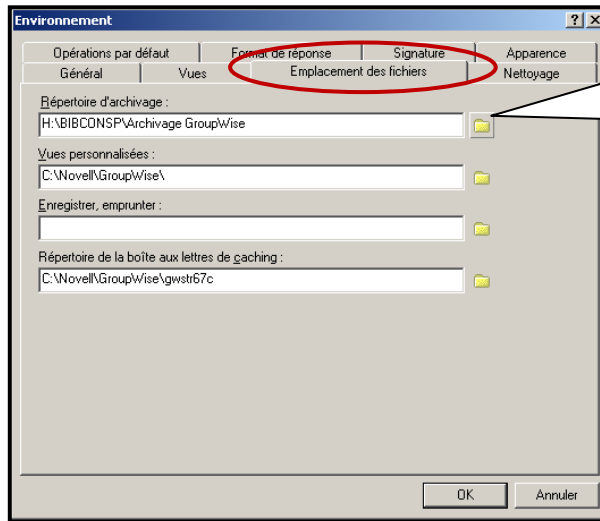 Environnement
Opérations par défaut
Format de réponse
Signature
Apparence
Général
Vues
Emplacement des fichiers
Nettoyage
Répertoire d'archivage :
H:\BIBCONSP\Archivage GroupWise
Vues personnalisées :
C:\Novell\GroupWise\
Enregistrer, emprunter :
Répertoire de la boîte aux lettres de caching :
C:\Novell\GroupWise\gwstr67c
OK
Annuler